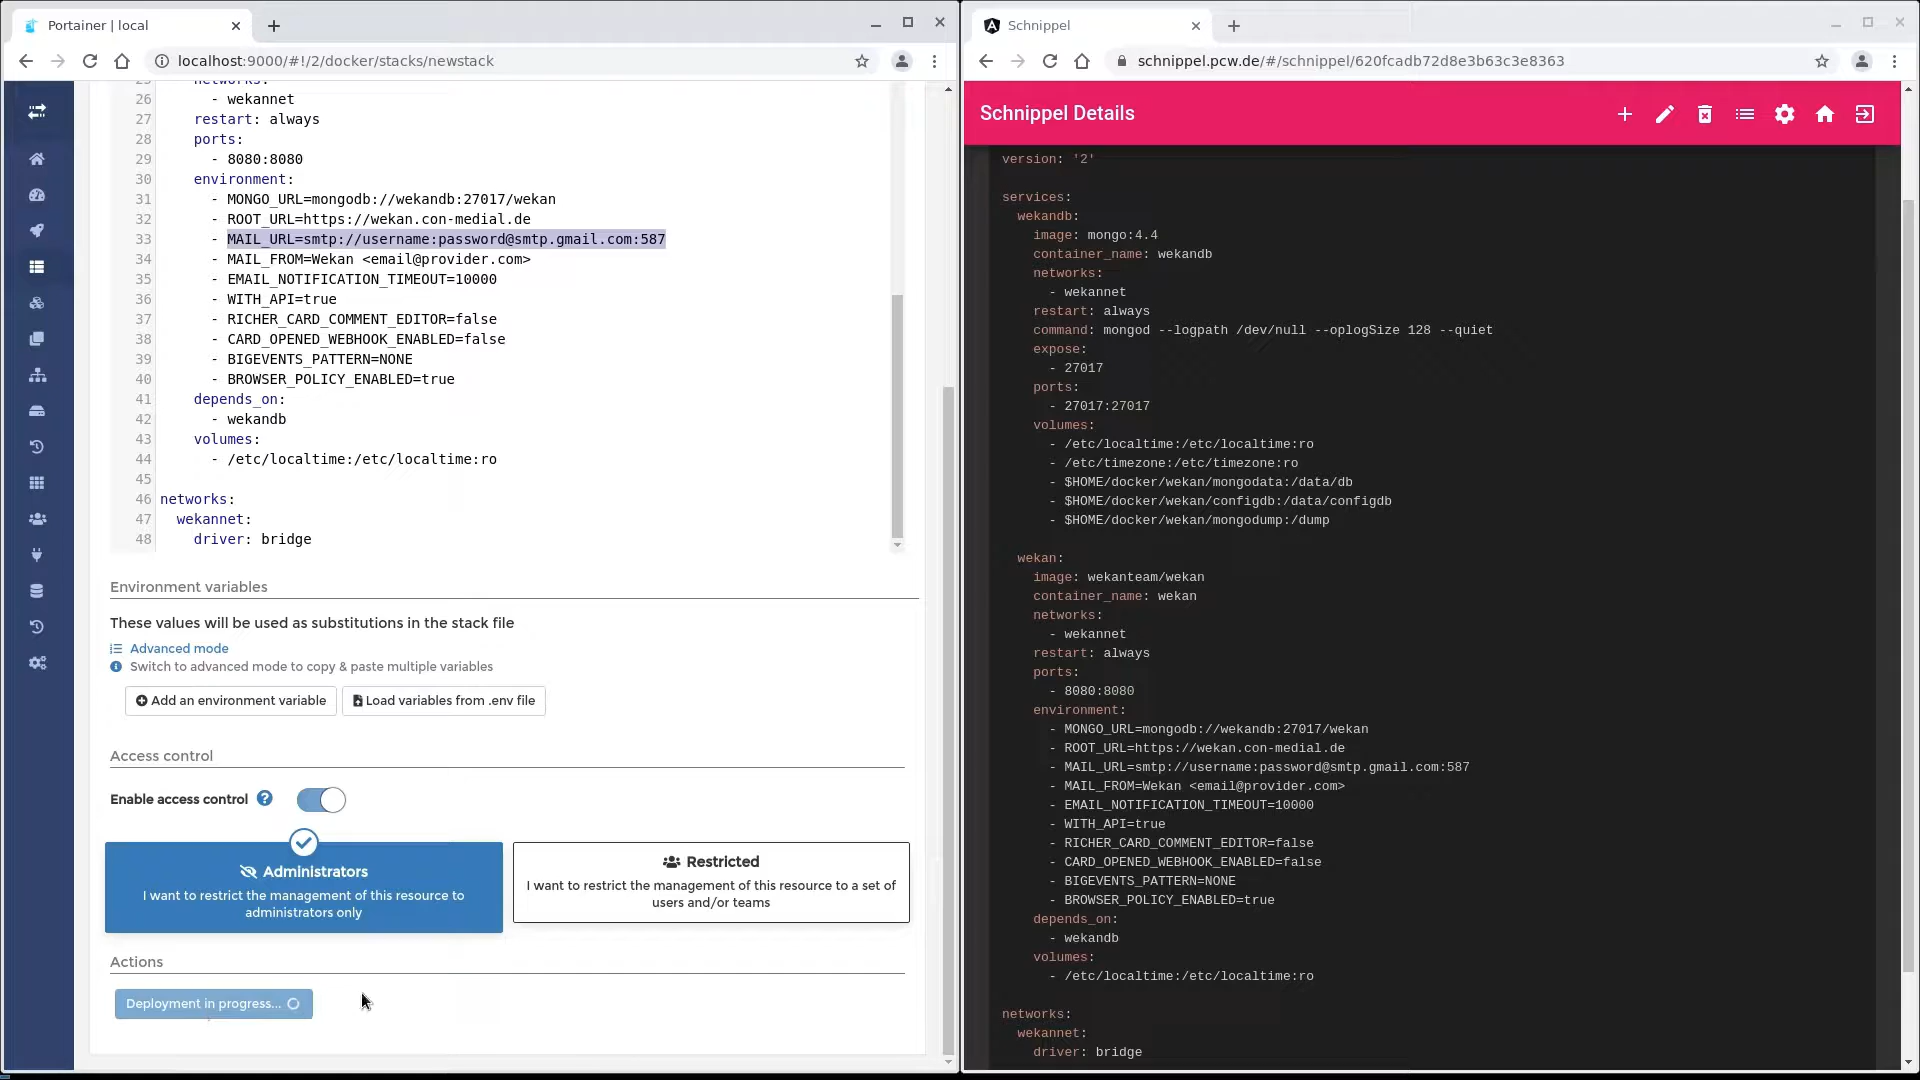 Portainer | local
localhost:9000/#!/2/docker/stacks/newstack
25 networks:
26 - wekannet
27 restart: always
28 ports:
29 - 8080:8080
30 environment:
31 - MONGO_URL=mongodb://wekandb:27017/wekan
32 - ROOT_URL=https://wekan.con-medial.de
33 - MAIL_URL=smtp://username:password@smtp.gmail.com:587
34 - MAIL_FROM=Wekan <email@provider.com>
35 - EMAIL_NOTIFICATION_TIMEOUT=10000
36 - WITH_API=true
37 - RICHER_CARD_COMMENT_EDITOR=false
38 - CARD_OPENED_WEBHOOK_ENABLED=false
39 - BIGEVENTS_PATTERN=NONE
40 - BROWSER_POLICY_ENABLED=true
41 depends_on:
42 - wekandb
43 volumes:
44 - /etc/localtime:/etc/localtime:ro
45
46 networks:
47 wekannet:
48 driver: bridge
Environment variables
These values will be used as substitutions in the stack file
Advanced mode
Switch to advanced mode to copy & paste multiple variables
Add an environment variable
Load variables from .env file
Access control
Enable access control
Administrators
I want to restrict the management of this resource to
administrators only
Restricted
I want to restrict the management of this resource to a set of
users and/or teams
Actions
Deployment in progress...
Schnippel
schnippel.pcw.de/#/schnippel/620fcadb72d8e3b63c3e8363
Schnippel Details
version: '2'
services:
wekandb:
image: mongo:4.4
container_name: wekandb
networks:
- wekannet
restart: always
command: mongod --logpath /dev/null --oplogSize 128 --quiet
expose:
- 27017
ports:
- 27017:27017
volumes:
- /etc/localtime:/etc/localtime:ro
- /etc/timezone:/etc/timezone:ro
- $HOME/docker/wekan/mongodata:/data/db
- $HOME/docker/wekan/configdb:/data/configdb
- $HOME/docker/wekan/mongodump:/dump
wekan:
image: wekanteam/wekan
container_name: wekan
networks:
- wekannet
restart: always
ports:
- 8080:8080
environment:
- MONGO_URL=mongodb://wekandb:27017/wekan
- ROOT_URL=https://wekan.con-medial.de
- MAIL_URL=smtp://username:password@smtp.gmail.com:587
- MAIL_FROM=Wekan <email@provider.com>
- EMAIL_NOTIFICATION_TIMEOUT=10000
- WITH_API=true
- RICHER_CARD_COMMENT_EDITOR=false
- CARD_OPENED_WEBHOOK_ENABLED=false
- BIGEVENTS_PATTERN=NONE
- BROWSER_POLICY_ENABLED=true
depends_on:
- wekandb
volumes:
- /etc/localtime:/etc/localtime:ro
networks:
wekannet:
driver: bridge